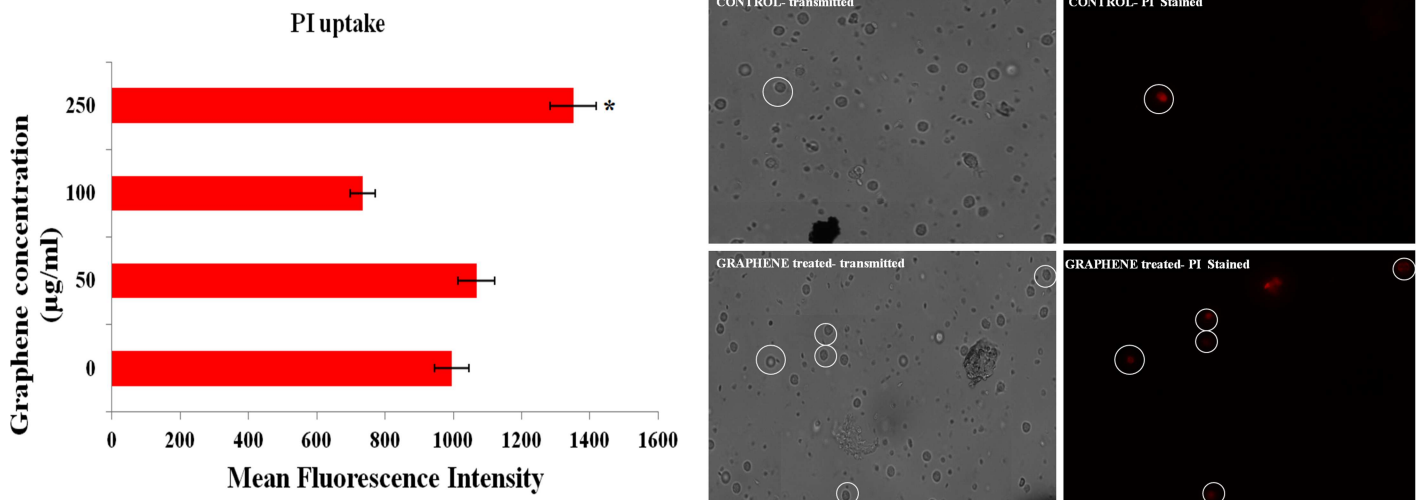 PI uptake
Graphene concentration
(µg/ml)
250
*
100
50
0
0 200 400 600 800 1000 1200 1400 1600
Mean Fluorescence Intensity
CONTROL- transmitted
CONTROL- PI Stained
GRAPHENE treated- transmitted
GRAPHENE treated- PI Stained